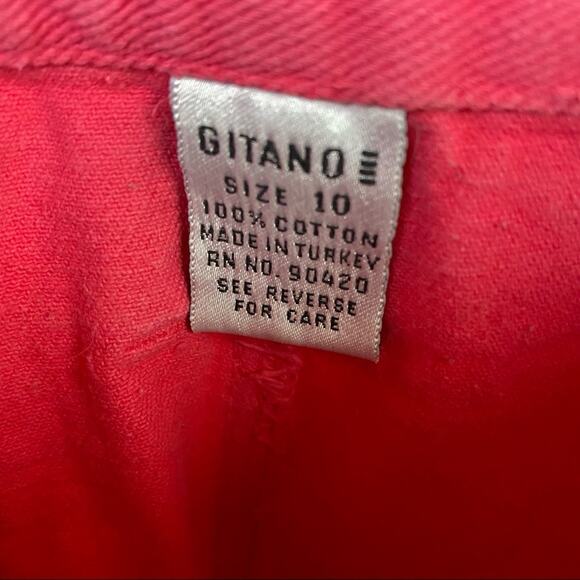 GITANO
SIZE 10
100% COTTON
MADE IN TURKEY
RN NO. 90420
SEE REVERSE
FOR CARE